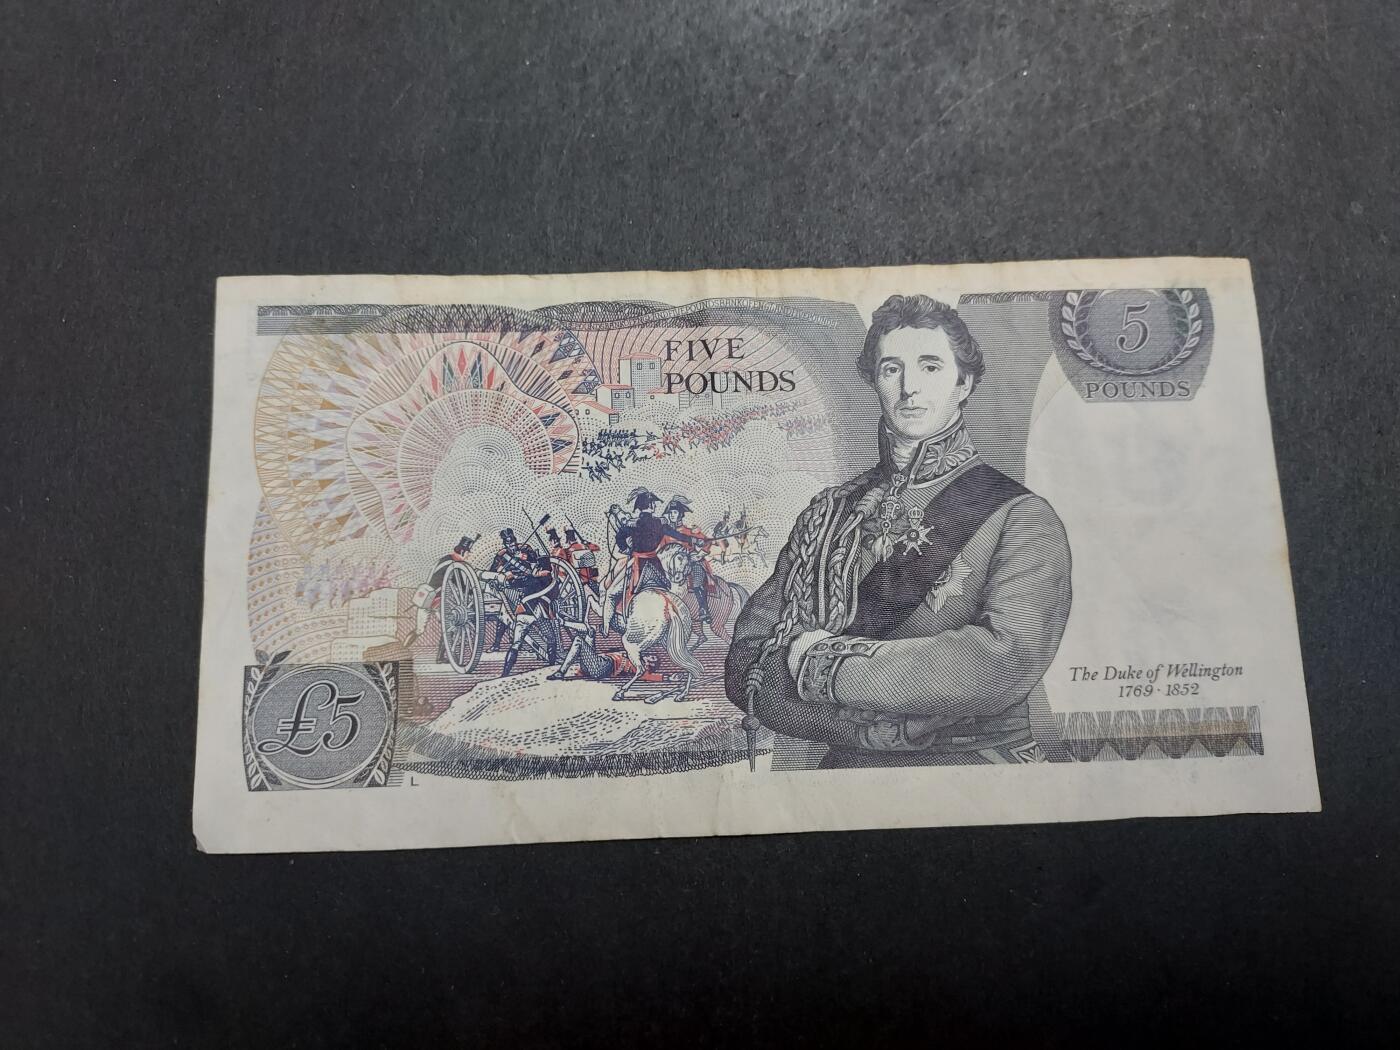 FIVE
POUNDS
5
POUNDS
The Duke of Wellington
1769 · 1852
£5
L